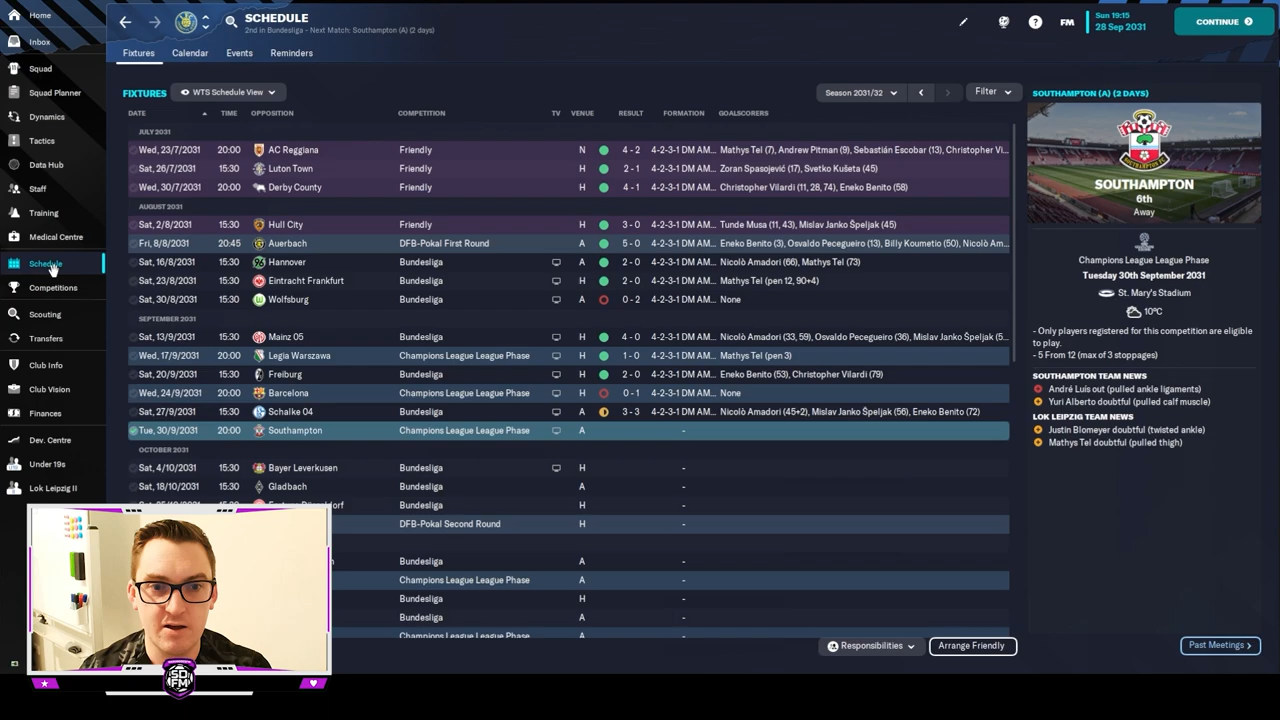 Home
SCHEDULE
2nd in Bundesliga - Next Match: Southampton (A) (2 days)
FM
Sun 19:15
28 Sep 2031
CONTINUE
Inbox
Squad
Squad Planner
Dynamics
Tactics
Data Hub
Staff
Training
Medical Centre
Schedule
Competitions
Scouting
Transfers
Club Info
Club Vision
Finances
Dev. Centre
Under 19s
Lok Leipzig II
Fixtures Calendar Events Reminders
FIXTURES WTS Schedule View Season 2031/32 Filter
DATE TIME OPPOSITION COMPETITION TV VENUE RESULT FORMATION GOALSCORERS
JULY 2031
Wed, 23/7/2031 20:00 AC Reggiana Friendly N 4 - 2 4-2-3-1 DM AM... Mathys Tel (7), Andrew Pitman (9), Sebastián Escobar (13), Christopher Vi...
Sat, 26/7/2031 20:00 Luton Town Friendly H 2 - 1 4-2-3-1 DM AM... Zoran Spasojević (17), Svetko Kušeta (45)
Wed, 30/7/2031 20:00 Derby County Friendly H 4 - 1 4-2-3-1 DM AM... Christopher Vilardi (11, 28, 74), Eneko Benito (58)
AUGUST 2031
Sat, 2/8/2031 15:30 Hull City Friendly H 3 - 0 4-2-3-1 DM AM... Tunde Musa (11, 43), Mislav Janko Špeljak (45)
Fri, 8/8/2031 20:45 Auerbach DFB-Pokal First Round A 5 - 0 4-2-3-1 DM AM... Eneko Benito (3), Osvaldo Pecegueiro (13), Billy Koumetio (50), Nicolò Am...
Sat, 16/8/2031 15:30 Hannover Bundesliga A 2 - 0 4-2-3-1 DM AM... Nicolò Amadori (66), Mathys Tel (73)
Sat, 23/8/2031 15:30 Eintracht Frankfurt Bundesliga H 2 - 0 4-2-3-1 DM AM... Mathys Tel (pen 12, 90+4)
Sat, 30/8/2031 15:30 Wolfsburg Bundesliga A 0 - 2 4-2-3-1 DM AM... None
SEPTEMBER 2031
Sat, 13/9/2031 15:30 Mainz 05 Bundesliga H 4 - 0 4-2-3-1 DM AM... Nicolò Amadori (33, 59), Osvaldo Pecegueiro (36), Mislav Janko Špeljak (5...
Wed, 17/9/2031 20:00 Legia Warszawa Champions League League Phase H 1 - 0 4-2-3-1 DM AM... Mathys Tel (pen 3)
Sat, 20/9/2031 15:30 Freiburg Bundesliga H 2 - 0 4-2-3-1 DM AM... Eneko Benito (53), Christopher Vilardi (79)
Wed, 24/9/2031 20:00 Barcelona Champions League League Phase H 0 - 1 4-2-3-1 DM AM... None
Sat, 27/9/2031 15:30 Schalke 04 Bundesliga A 3 - 3 4-2-3-1 DM AM... Nicolò Amadori (45+2), Mislav Janko Špeljak (56), Eneko Benito (72)
Tue, 30/9/2031 20:00 Southampton Champions League League Phase A -
OCTOBER 2031
Sat, 4/10/2031 15:30 Bayer Leverkusen Bundesliga H -
Sat, 18/10/2031 15:30 Gladbach Bundesliga A -
Bundesliga H -
DFB-Pokal Second Round H -
Bundesliga A -
Champions League League Phase A -
Bundesliga H -
Bundesliga A -
Champions League League Phase A
Responsibilities Arrange Friendly Past Meetings
SOUTHAMPTON (A) (2 DAYS)
SOUTHAMPTON
6th
Away
Champions League League Phase
Tuesday 30th September 2031
St. Mary's Stadium
10°C
- Only players registered for this competition are eligible
to play.
- 5 From 12 (max of 3 stoppages)
SOUTHAMPTON TEAM NEWS
André Luís out (pulled ankle ligaments)
Yuri Alberto doubtful (pulled calf muscle)
LOK LEIPZIG TEAM NEWS
Justin Blomeyer doubtful (twisted ankle)
Mathys Tel doubtful (pulled thigh)
SDFM